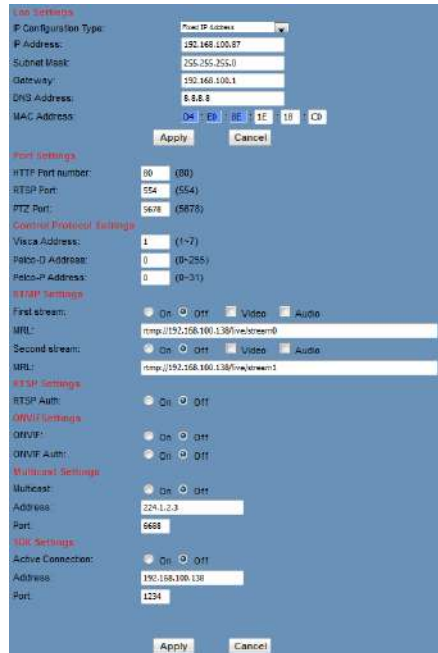 Lan Settings
IP Configuration Type: Fixed IP Address
IP Address: 192.168.100.87
Subnet Mask: 255.255.255.0
Gateway: 192.168.100.1
DNS Address: 8.8.8.8
MAC Address: D4 : E0 : 8E : 1E : 18 : C0
Apply Cancel
Port Settings
HTTP Port number: 80 (80)
RTSP Port: 554 (554)
PTZ Port: 5678 (5678)
Control Protocol Settings
Visca Address: 1 (1~7)
Pelco-D Address: 0 (0~255)
Pelco-P Address: 0 (0~31)
RTMP Settings
First stream: On Off Video Audio
MRL: rtmp://192.168.100.138/live/stream0
Second stream: On Off Video Audio
MRL: rtmp://192.168.100.138/live/stream1
RTSP Settings
RTSP Auth: On Off
ONVIF Settings
ONVIF: On Off
ONVIF Auth: On Off
Multicast Settings
Multicast: On Off
Address: 224.1.2.3
Port: 6688
SDK Settings
Active Connection: On Off
Address: 192.168.100.138
Port: 1234
Apply Cancel